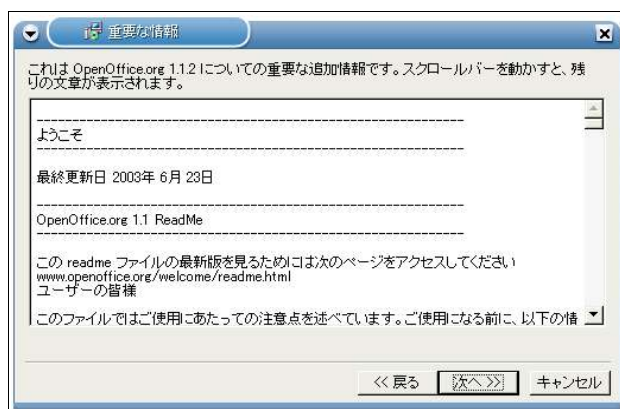 重要な情報
これは OpenOffice.org 1.1.2 についての重要な追加情報です。スクロールバーを動かすと、残
りの文章が表示されます。
------------------------------------------------------------
ようこそ
------------------------------------------------------------
最終更新日 2003年 6月 23日
------------------------------------------------------------
OpenOffice.org 1.1 ReadMe
------------------------------------------------------------
この readme ファイルの最新版を見るためには次のページをアクセスしてください
www.openoffice.org/welcome/readme.html
ユーザーの皆様
このファイルではご使用にあたっての注意点を述べています。ご使用になる前に、以下の情
<< 戻る 次へ >> キャンセル